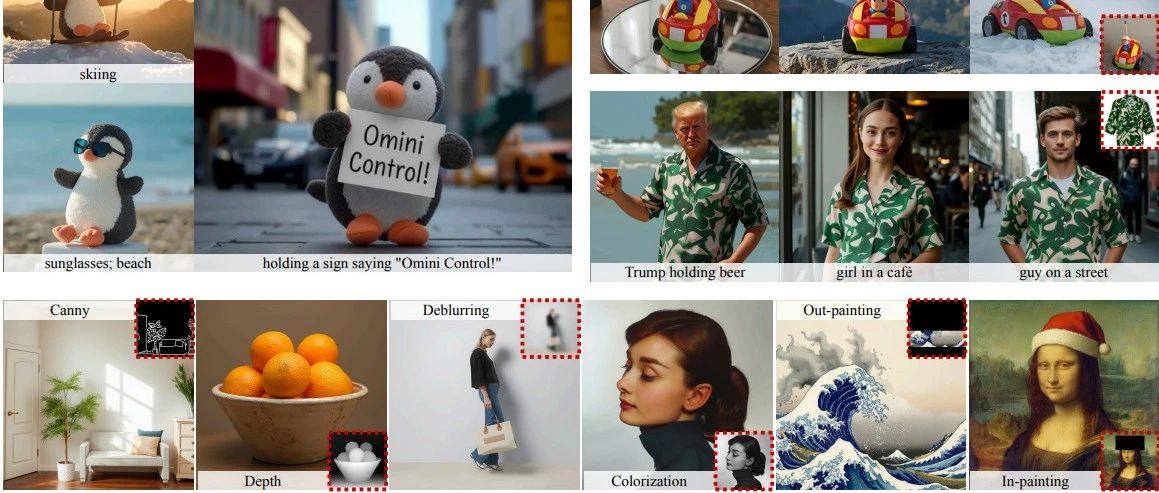 skiing
Omini
Control!
sunglasses; beach
holding a sign saying "Omini Control!"
Trump holding beer
girl in a café
guy on a street
Canny
Depth
Deblurring
Colorization
Out-painting
In-painting